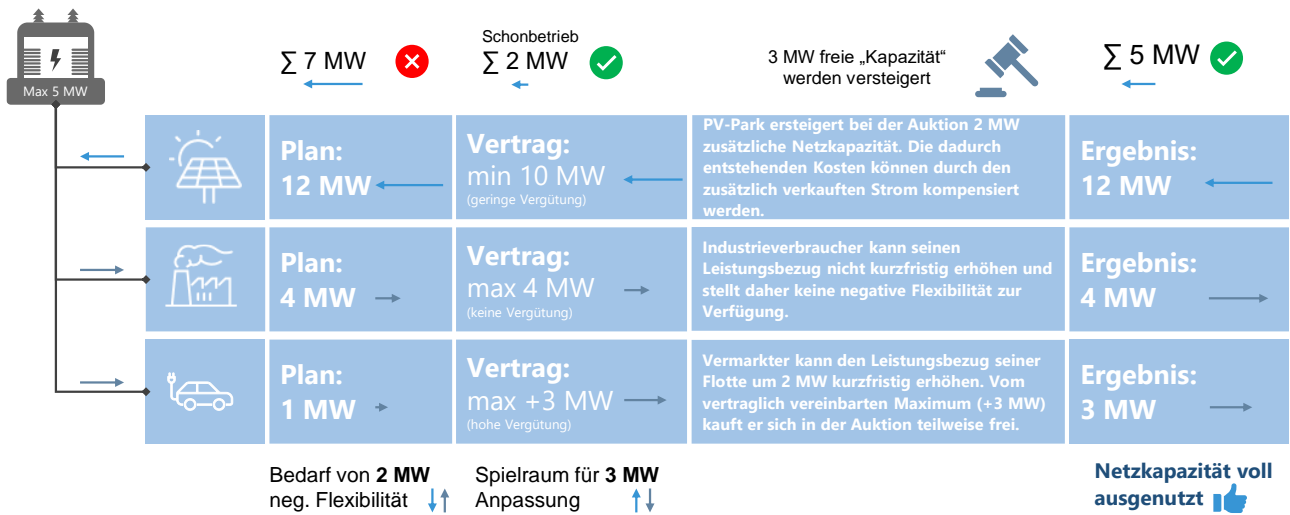 Max 5 MW
∑ 7 MW
Schonbetrieb
∑ 2 MW
3 MW freie „Kapazität“
werden versteigert
∑ 5 MW
Plan:
12 MW
Vertrag:
min 10 MW
(geringe Vergütung)
PV-Park ersteigert bei der Auktion 2 MW
zusätzliche Netzkapazität. Die dadurch
entstehenden Kosten können durch den
zusätzlich verkauften Strom kompensiert
werden.
Ergebnis:
12 MW
Plan:
4 MW
Vertrag:
max 4 MW
(keine Vergütung)
Industrieverbraucher kann seinen
Leistungsbezug nicht kurzfristig erhöhen und
stellt daher keine negative Flexibilität zur
Verfügung.
Ergebnis:
4 MW
Plan:
1 MW
Vertrag:
max +3 MW
(hohe Vergütung)
Vermarkter kann den Leistungsbezug seiner
Flotte um 2 MW kurzfristig erhöhen. Vom
vertraglich vereinbarten Maximum (+3 MW)
kauft er sich in der Auktion teilweise frei.
Ergebnis:
3 MW
Bedarf von 2 MW
neg. Flexibilität
Spielraum für 3 MW
Anpassung
Netzkapazität voll
ausgenutzt